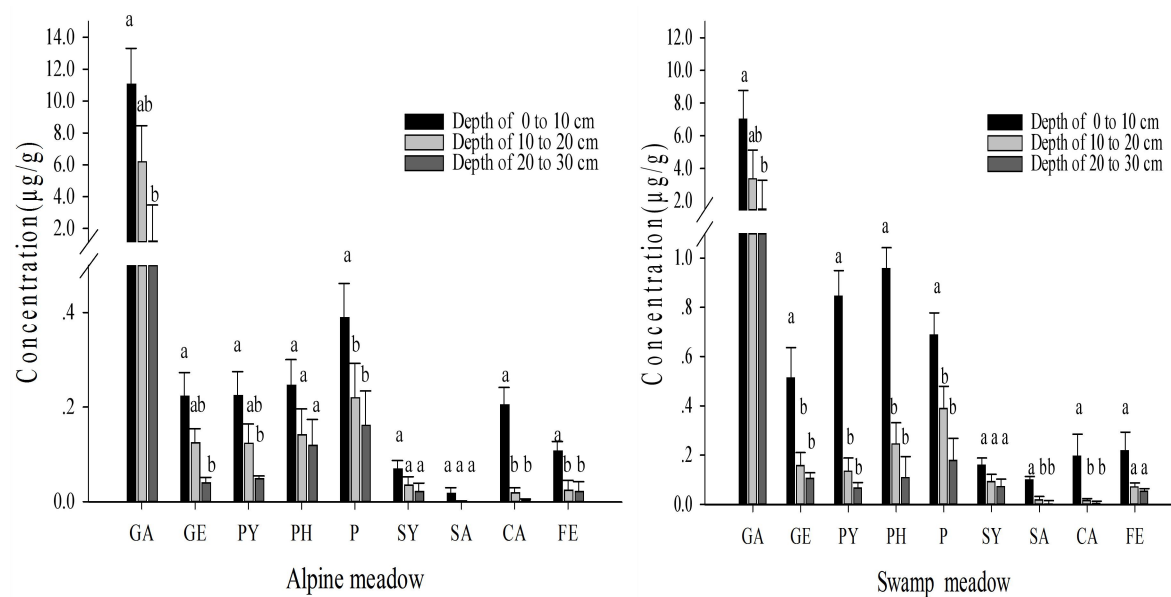 a
14.0
12.0
10.0
8.0
6.0
4.0
2.0
.4
.2
0.0
Concentration(μg/g)
ab
b
Depth of 0 to 10 cm
Depth of 10 to 20 cm
Depth of 20 to 30 cm
a ab b
a ab b
a a a
a b b
a a a
a a a
a b b
a b b
GA GE PY PH P SY SA CA FE
Alpine meadow
12.0
10.0
8.0
6.0
4.0
2.0
1.0
.8
.6
.4
.2
0.0
Concentration(μg/g)
a
ab
b
Depth of 0 to 10 cm
Depth of 10 to 20 cm
Depth of 20 to 30 cm
a b b
a b b
a b b
a b b
a a a
a bb
a b b
a a a
GA GE PY PH P SY SA CA FE
Swamp meadow